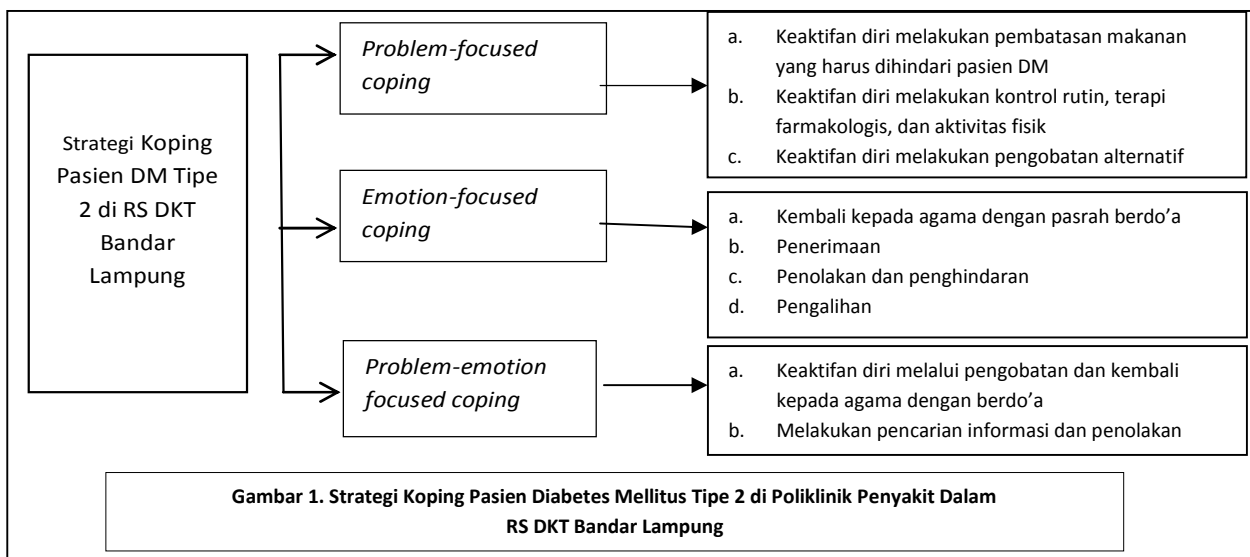 Strategi Koping
Pasien DM Tipe
2 di RS DKT
Bandar
Lampung
Problem-focused
coping
a. Keaktifan diri melakukan pembatasan makanan
yang harus dihindari pasien DM
b. Keaktifan diri melakukan kontrol rutin, terapi
farmakologis, dan aktivitas fisik
c. Keaktifan diri melakukan pengobatan alternatif
Emotion-focused
coping
a. Kembali kepada agama dengan pasrah berdo’a
b. Penerimaan
c. Penolakan dan penghindaran
d. Pengalihan
Problem-emotion
focused coping
a. Keaktifan diri melalui pengobatan dan kembali
kepada agama dengan berdo’a
b. Melakukan pencarian informasi dan penolakan
Gambar 1. Strategi Koping Pasien Diabetes Mellitus Tipe 2 di Poliklinik Penyakit Dalam
RS DKT Bandar Lampung